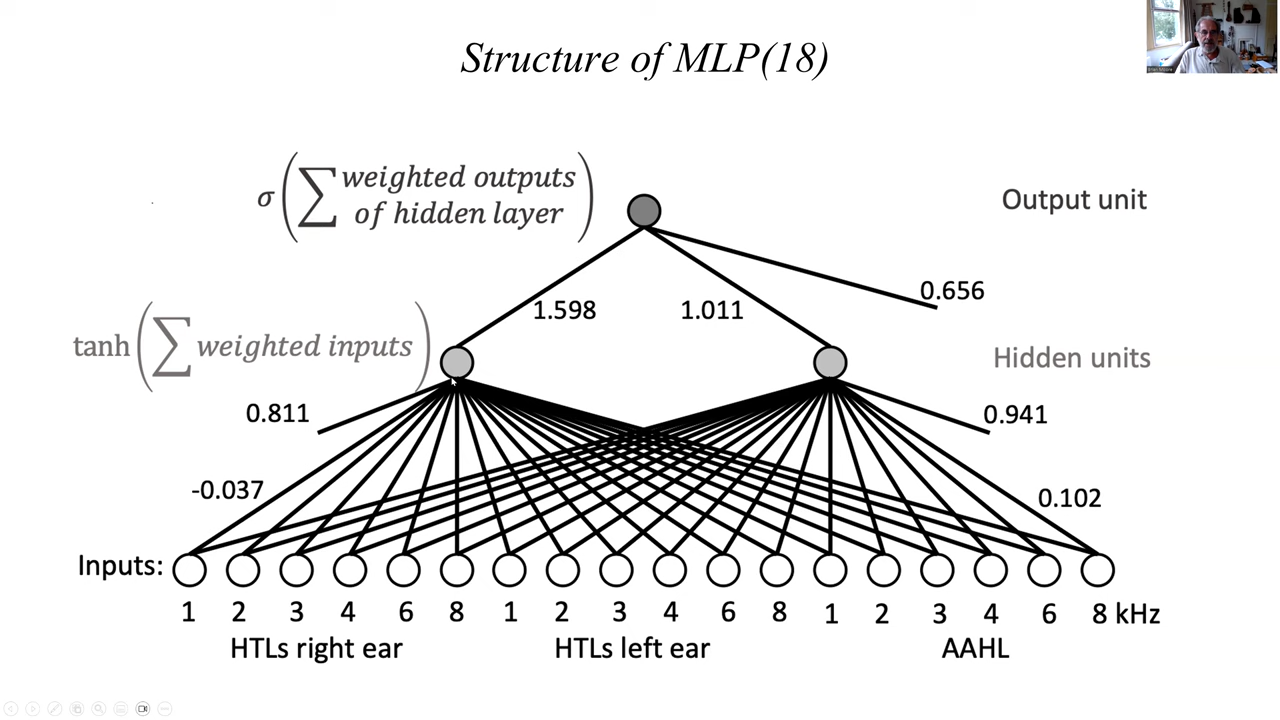 Structure of MLP(18)
σ(∑ weighted outputs
of hidden layer)
Output unit
0.656
1.598
1.011
tanh(∑ weighted inputs)
Hidden units
0.811
0.941
-0.037
0.102
Inputs:
1 2 3 4 6 8 1 2 3 4 6 8 1 2 3 4 6 8 kHz
HTLs right ear HTLs left ear AAHL